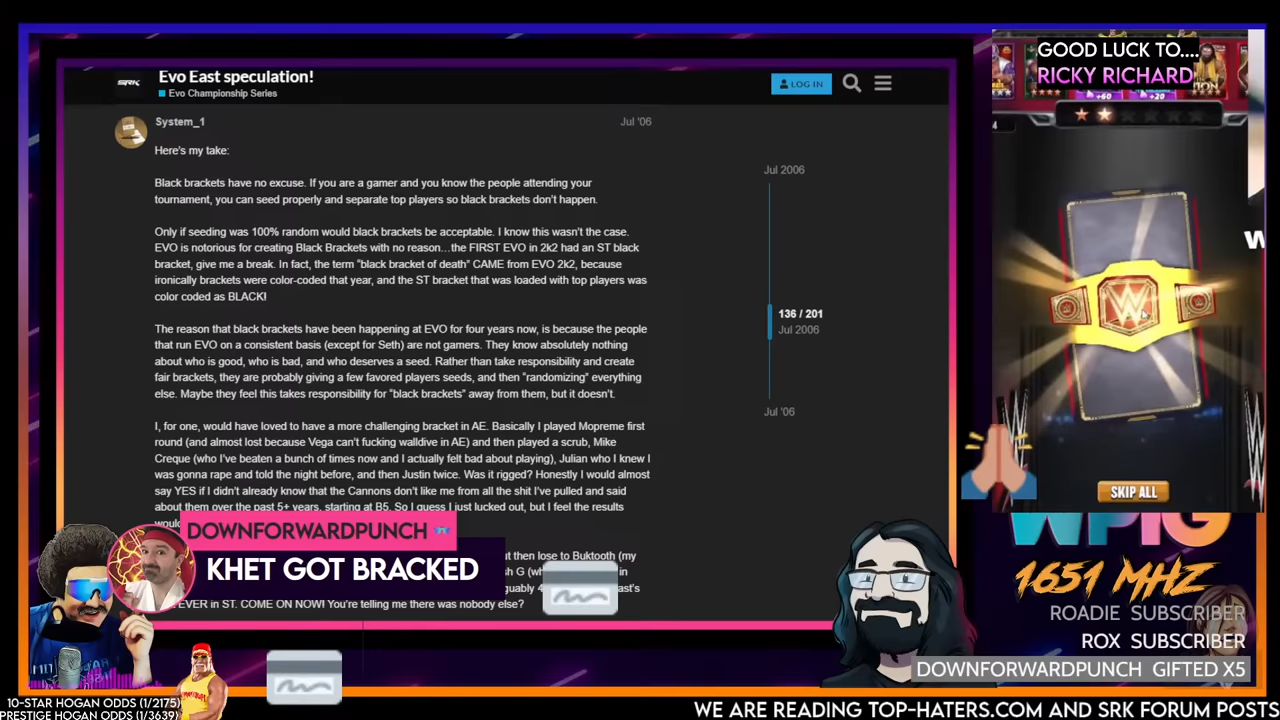 Evo East speculation!
Evo Championship Series
SRK
LOG IN
System_1
Jul '06
Here's my take:
Black brackets have no excuse. If you are a gamer and you know the people attending your
tournament, you can seed properly and separate top players so black brackets don't happen.
Only if seeding was 100% random would black brackets be acceptable. I know this wasn't the case.
EVO is notorious for creating Black Brackets with no reason...the FIRST EVO in 2k2 had an ST black
bracket, give me a break. In fact, the term "black bracket of death" CAME from EVO 2k2, because
ironically brackets were color-coded that year, and the ST bracket that was loaded with top players was
color coded as BLACK!
The reason that black brackets have been happening at EVO for four years now, is because the people
that run EVO on a consistent basis (except for Seth) are not gamers. They know absolutely nothing
about who is good, who is bad, and who deserves a seed. Rather than take responsibility and create
fair brackets, they are probably giving a few favored players seeds, and then "randomizing" everything
else. Maybe they feel this takes responsibility for "black brackets" away from them, but it doesn't.
I, for one, would have loved to have a more challenging bracket in AE. Basically I played Mopreme first
round (and almost lost because Vega can't fucking walldive in AE) and then played a scrub, Mike
Creque (who I've beaten a bunch of times now and I actually felt bad about playing), Julian who I knew I
was gonna rape and told the night before, and then Justin twice. Was it rigged? Honestly I would almost
say YES if I didn't already know that the Cannons don't like me from all the shit I've pulled and said
about them over the past 5+ years, starting at B5. So I guess I just lucked out, but I feel the results
would
ut then lose to Buktooth (my
sh G (wh
in
guably 4
ast's
EVER in ST. COME ON NOW! You're telling me there was nobody else?
Jul 2006
136 / 201
Jul 2006
Jul '06
DOWNFORWARDPUNCH
KHET GOT BRACKED
10-STAR HOGAN ODDS (1/2175)
PRESTIGE HOGAN ODDS (1/3639)
GOOD LUCK TO....
RICKY RICHARD
+60
+20
4
W
SKIP ALL
WPIG
1651 MHZ
ROADIE SUBSCRIBER
ROX SUBSCRIBER
DOWNFORWARDPUNCH GIFTED X5
WE ARE READING TOP-HATERS.COM AND SRK FORUM POSTS